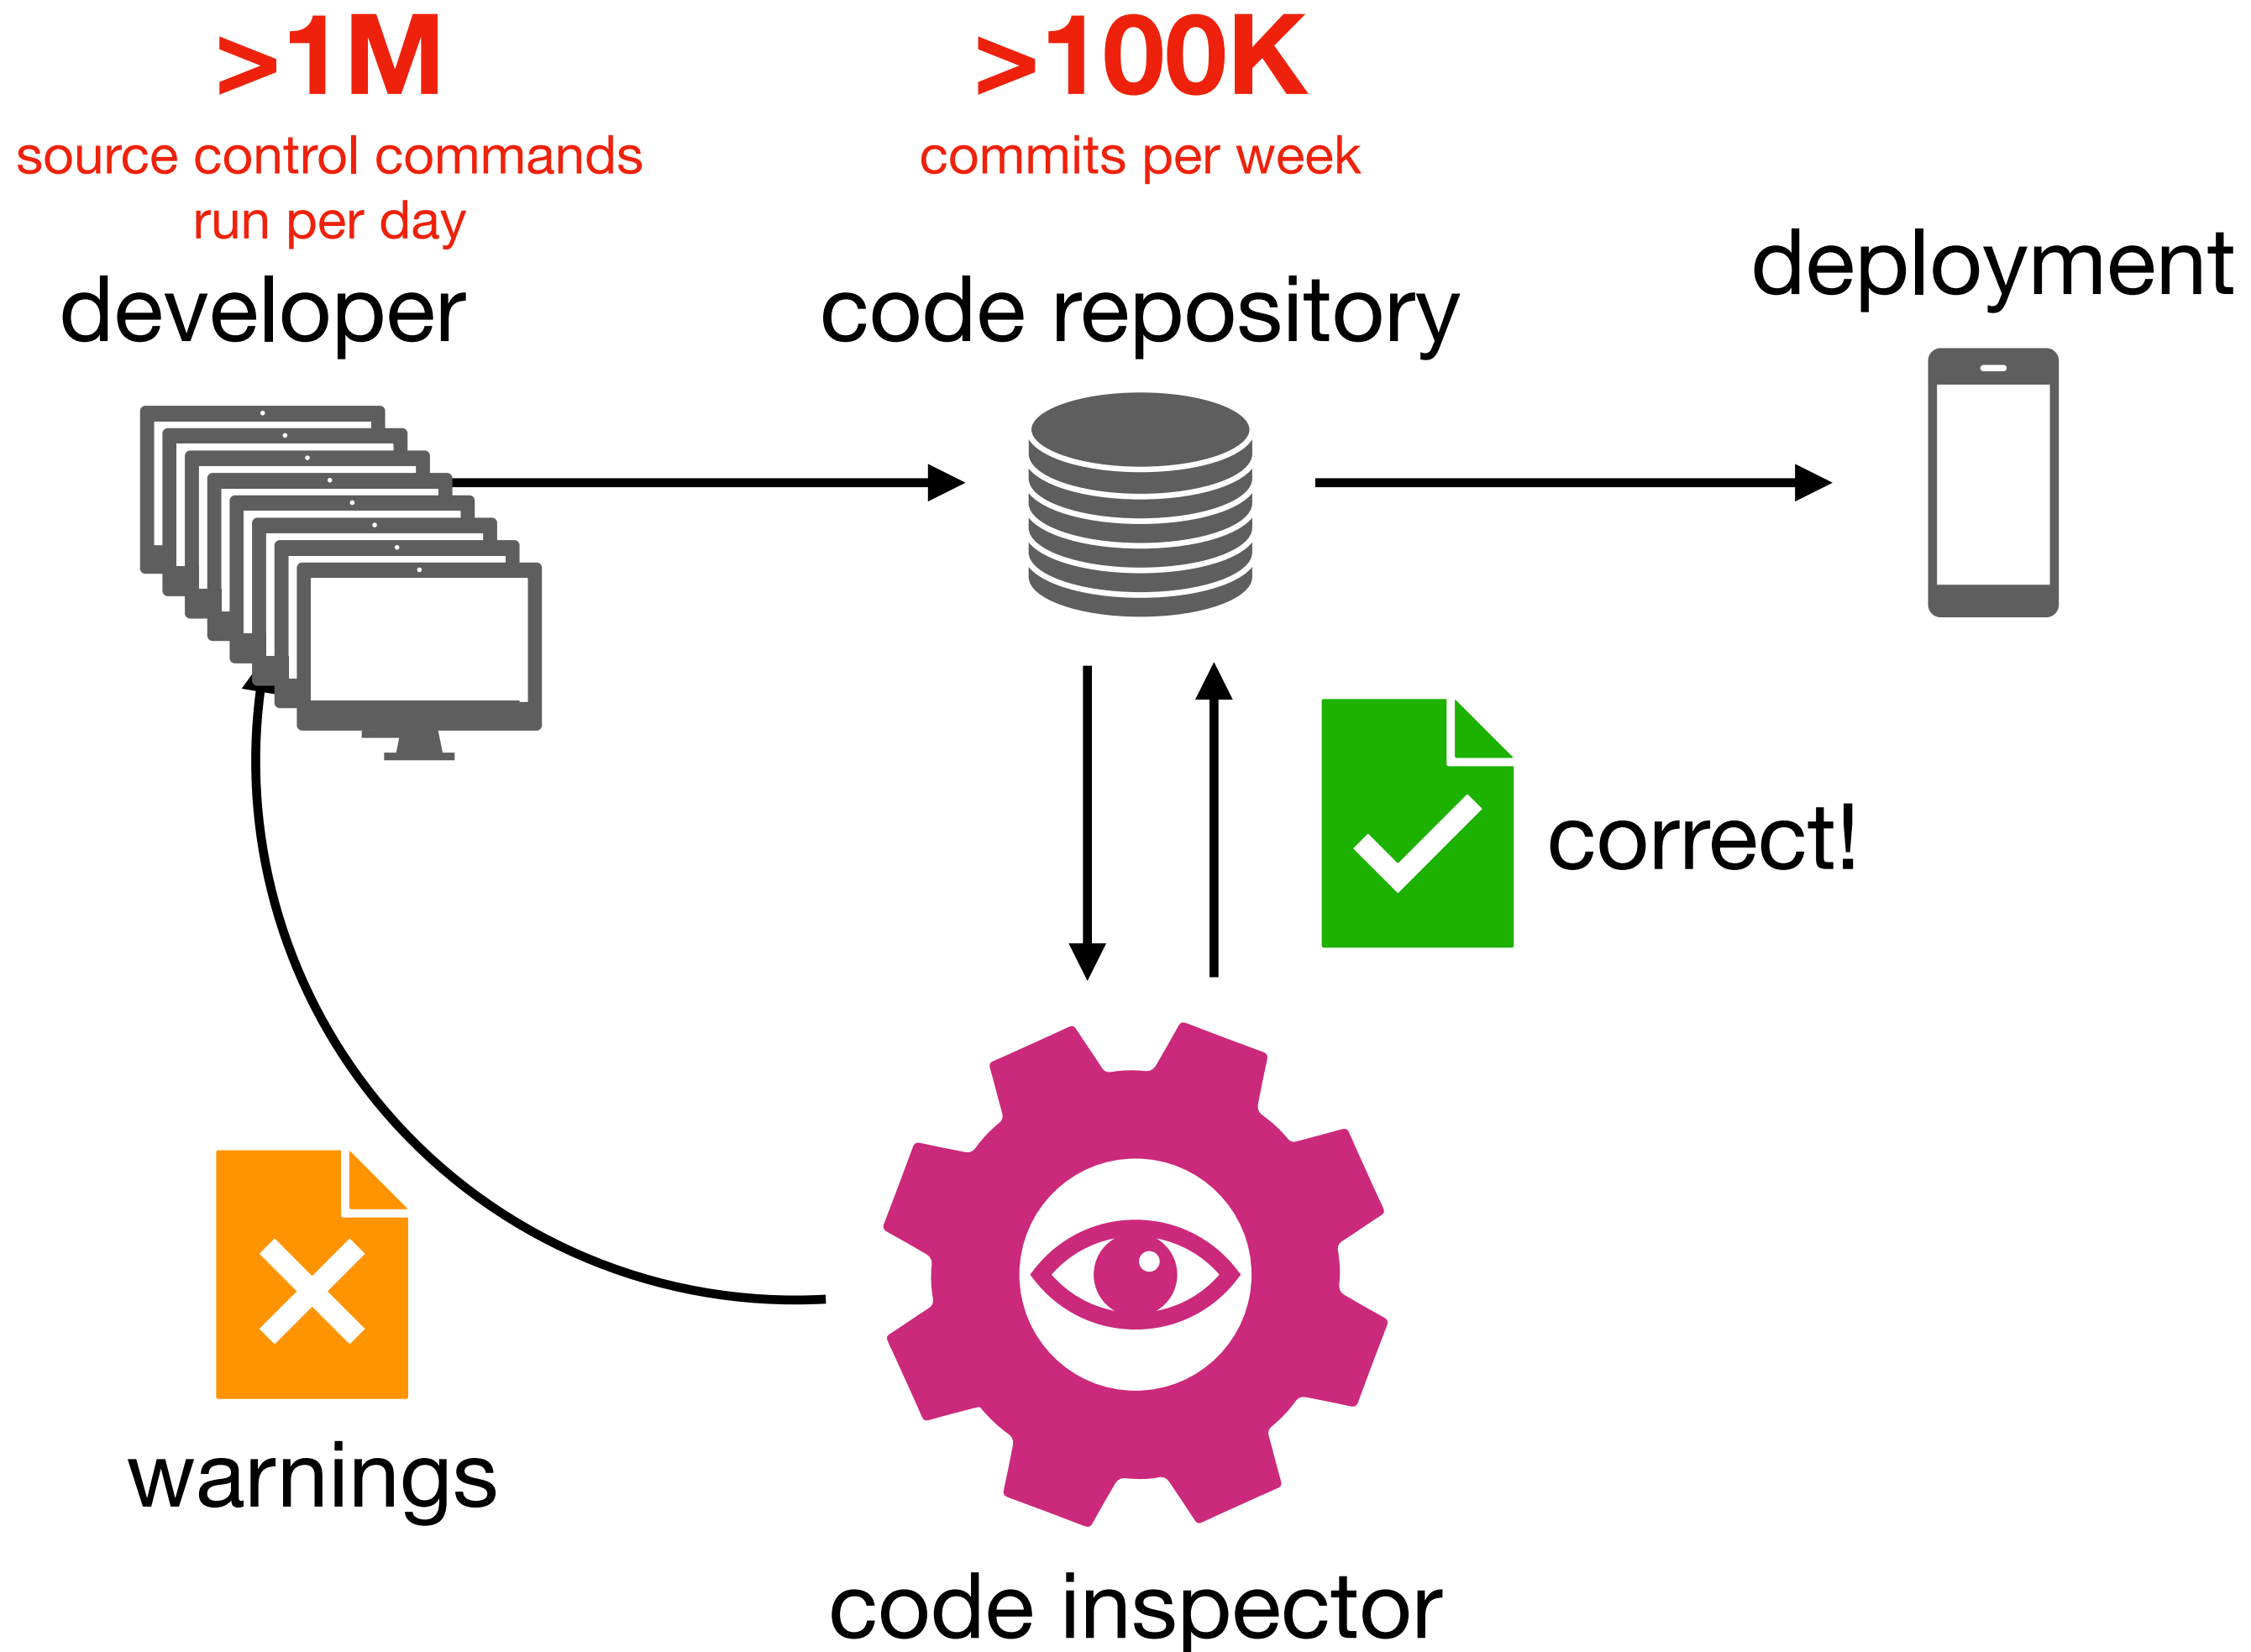 >1M
source control commands
run per day
>100K
commits per week
developer
code repository
deployment
correct!
warnings
code inspector